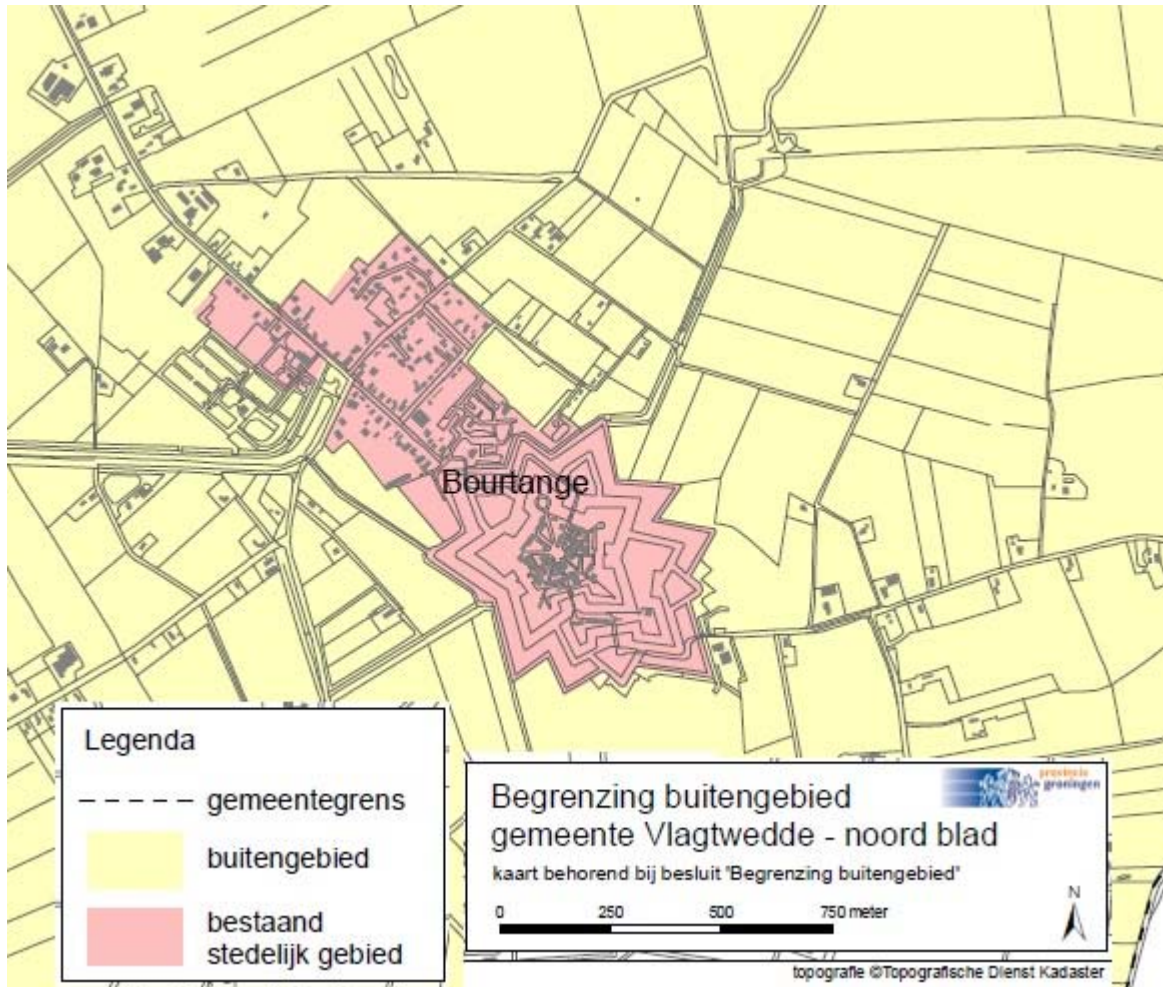 Bourtange
Legenda
gemeentegrens
buitengebied
bestaand
stedelijk gebied
Begrenzing buitengebied
gemeente Vlagtwedde - noord blad
kaart behorend bij besluit 'Begrenzing buitengebied'
provincie
groningen
0 250 500 750 meter
N
topografie ©Topografische Dienst Kadaster